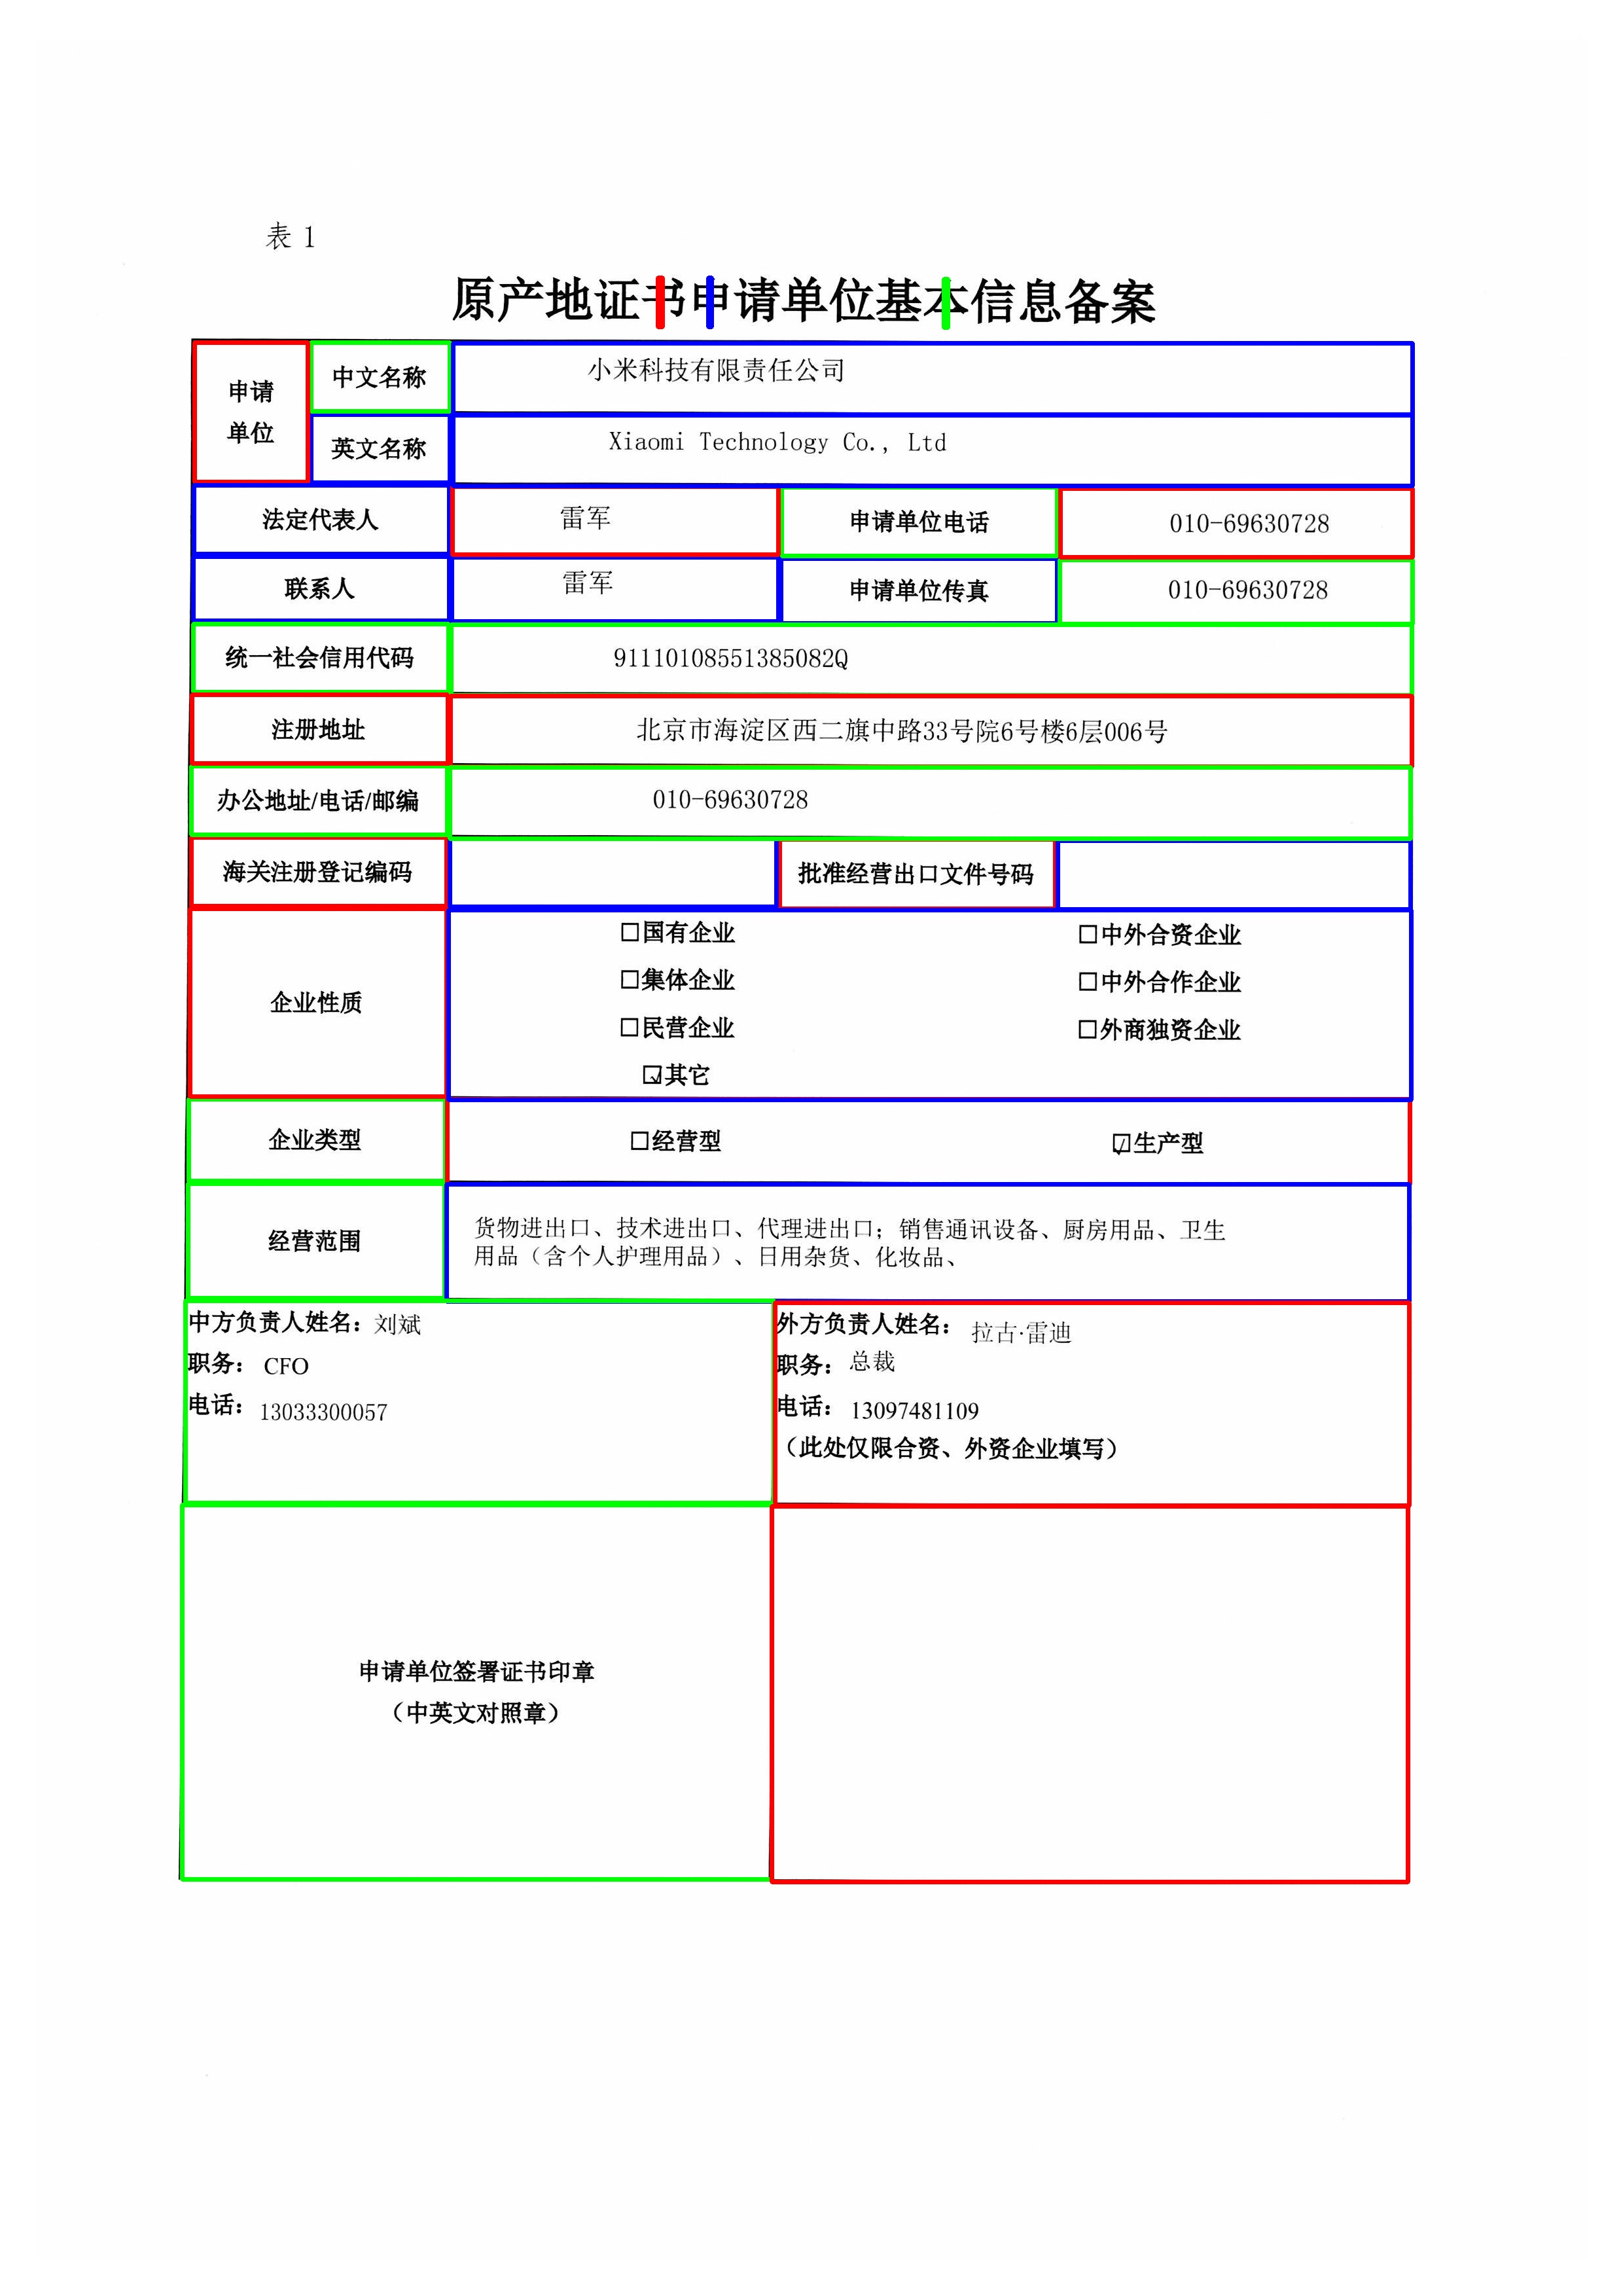 表 1
原产地证书申请单位基本信息备案
申请
单位
中文名称
小米科技有限责任公司
英文名称
Xiaomi Technology Co., Ltd
法定代表人
雷军
申请单位电话
010-69630728
联系人
雷军
申请单位传真
010-69630728
统一社会信用代码
91110108551385082Q
注册地址
北京市海淀区西二旗中路33号院6号楼6层006号
办公地址/电话/邮编
010-69630728
海关注册登记编码
批准经营出口文件号码
企业性质
☐国有企业
☐中外合资企业
☐集体企业
☐中外合作企业
☐民营企业
☐外商独资企业
☑其它
企业类型
☐经营型
☑生产型
经营范围
货物进出口、技术进出口、代理进出口；销售通讯设备、厨房用品、卫生
用品（含个人护理用品）、日用杂货、化妆品、
中方负责人姓名：刘斌
职务：CFO
电话：13033300057
外方负责人姓名：拉古·雷迪
职务：总裁
电话：13097481109
（此处仅限合资、外资企业填写）
申请单位签署证书印章
（中英文对照章）